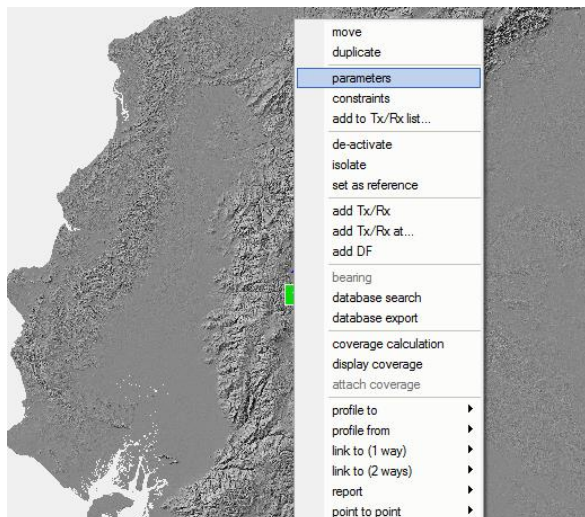 move
duplicate
parameters
constraints
add to Tx/Rx list...
de-activate
isolate
set as reference
add Tx/Rx
add Tx/Rx at...
add DF
bearing
database search
database export
coverage calculation
display coverage
attach coverage
profile to
profile from
link to (1 way)
link to (2 ways)
report
point to point